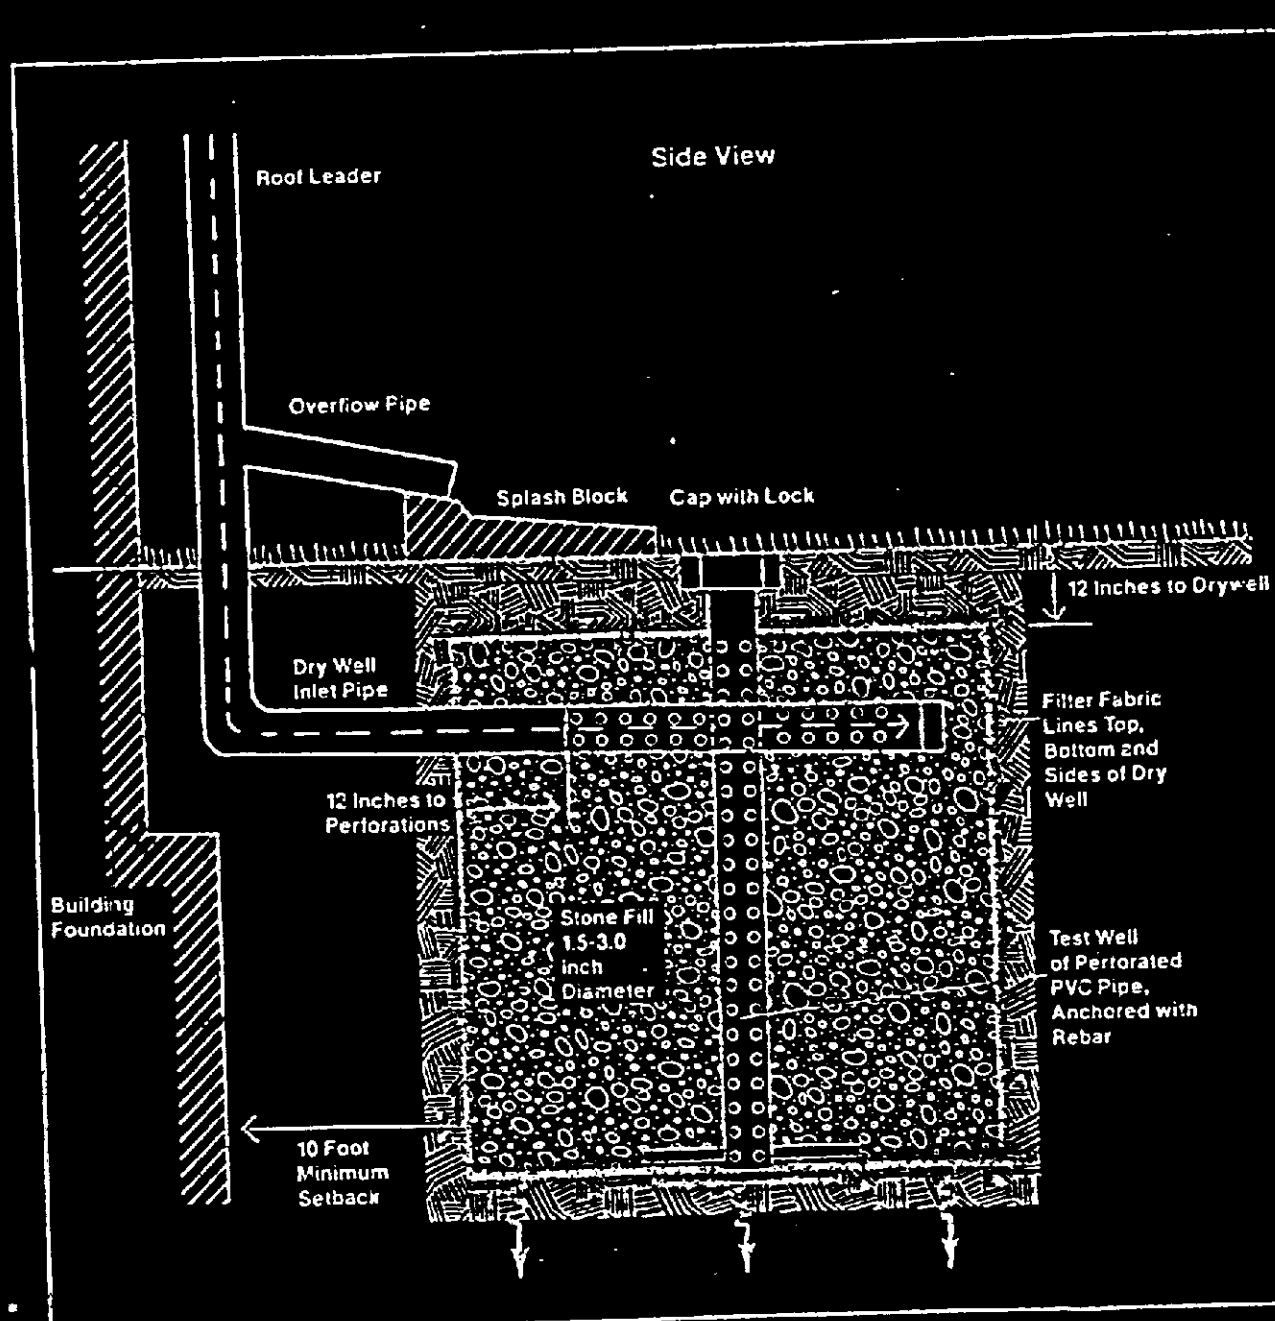 Side View
Roof Leader
Overflow Pipe
Splash Block
Cap with Lock
12 Inches to Drywell
Dry Well
Inlet Pipe
Filter Fabric
Lines Top,
Bottom and
Sides of Dry
Well
12 Inches to
Perforations
Building
Foundation
Stone Fill
1.5-3.0
inch
Diameter
Test Well
of Perforated
PVC Pipe,
Anchored with
Rebar
10 Foot
Minimum
Setback